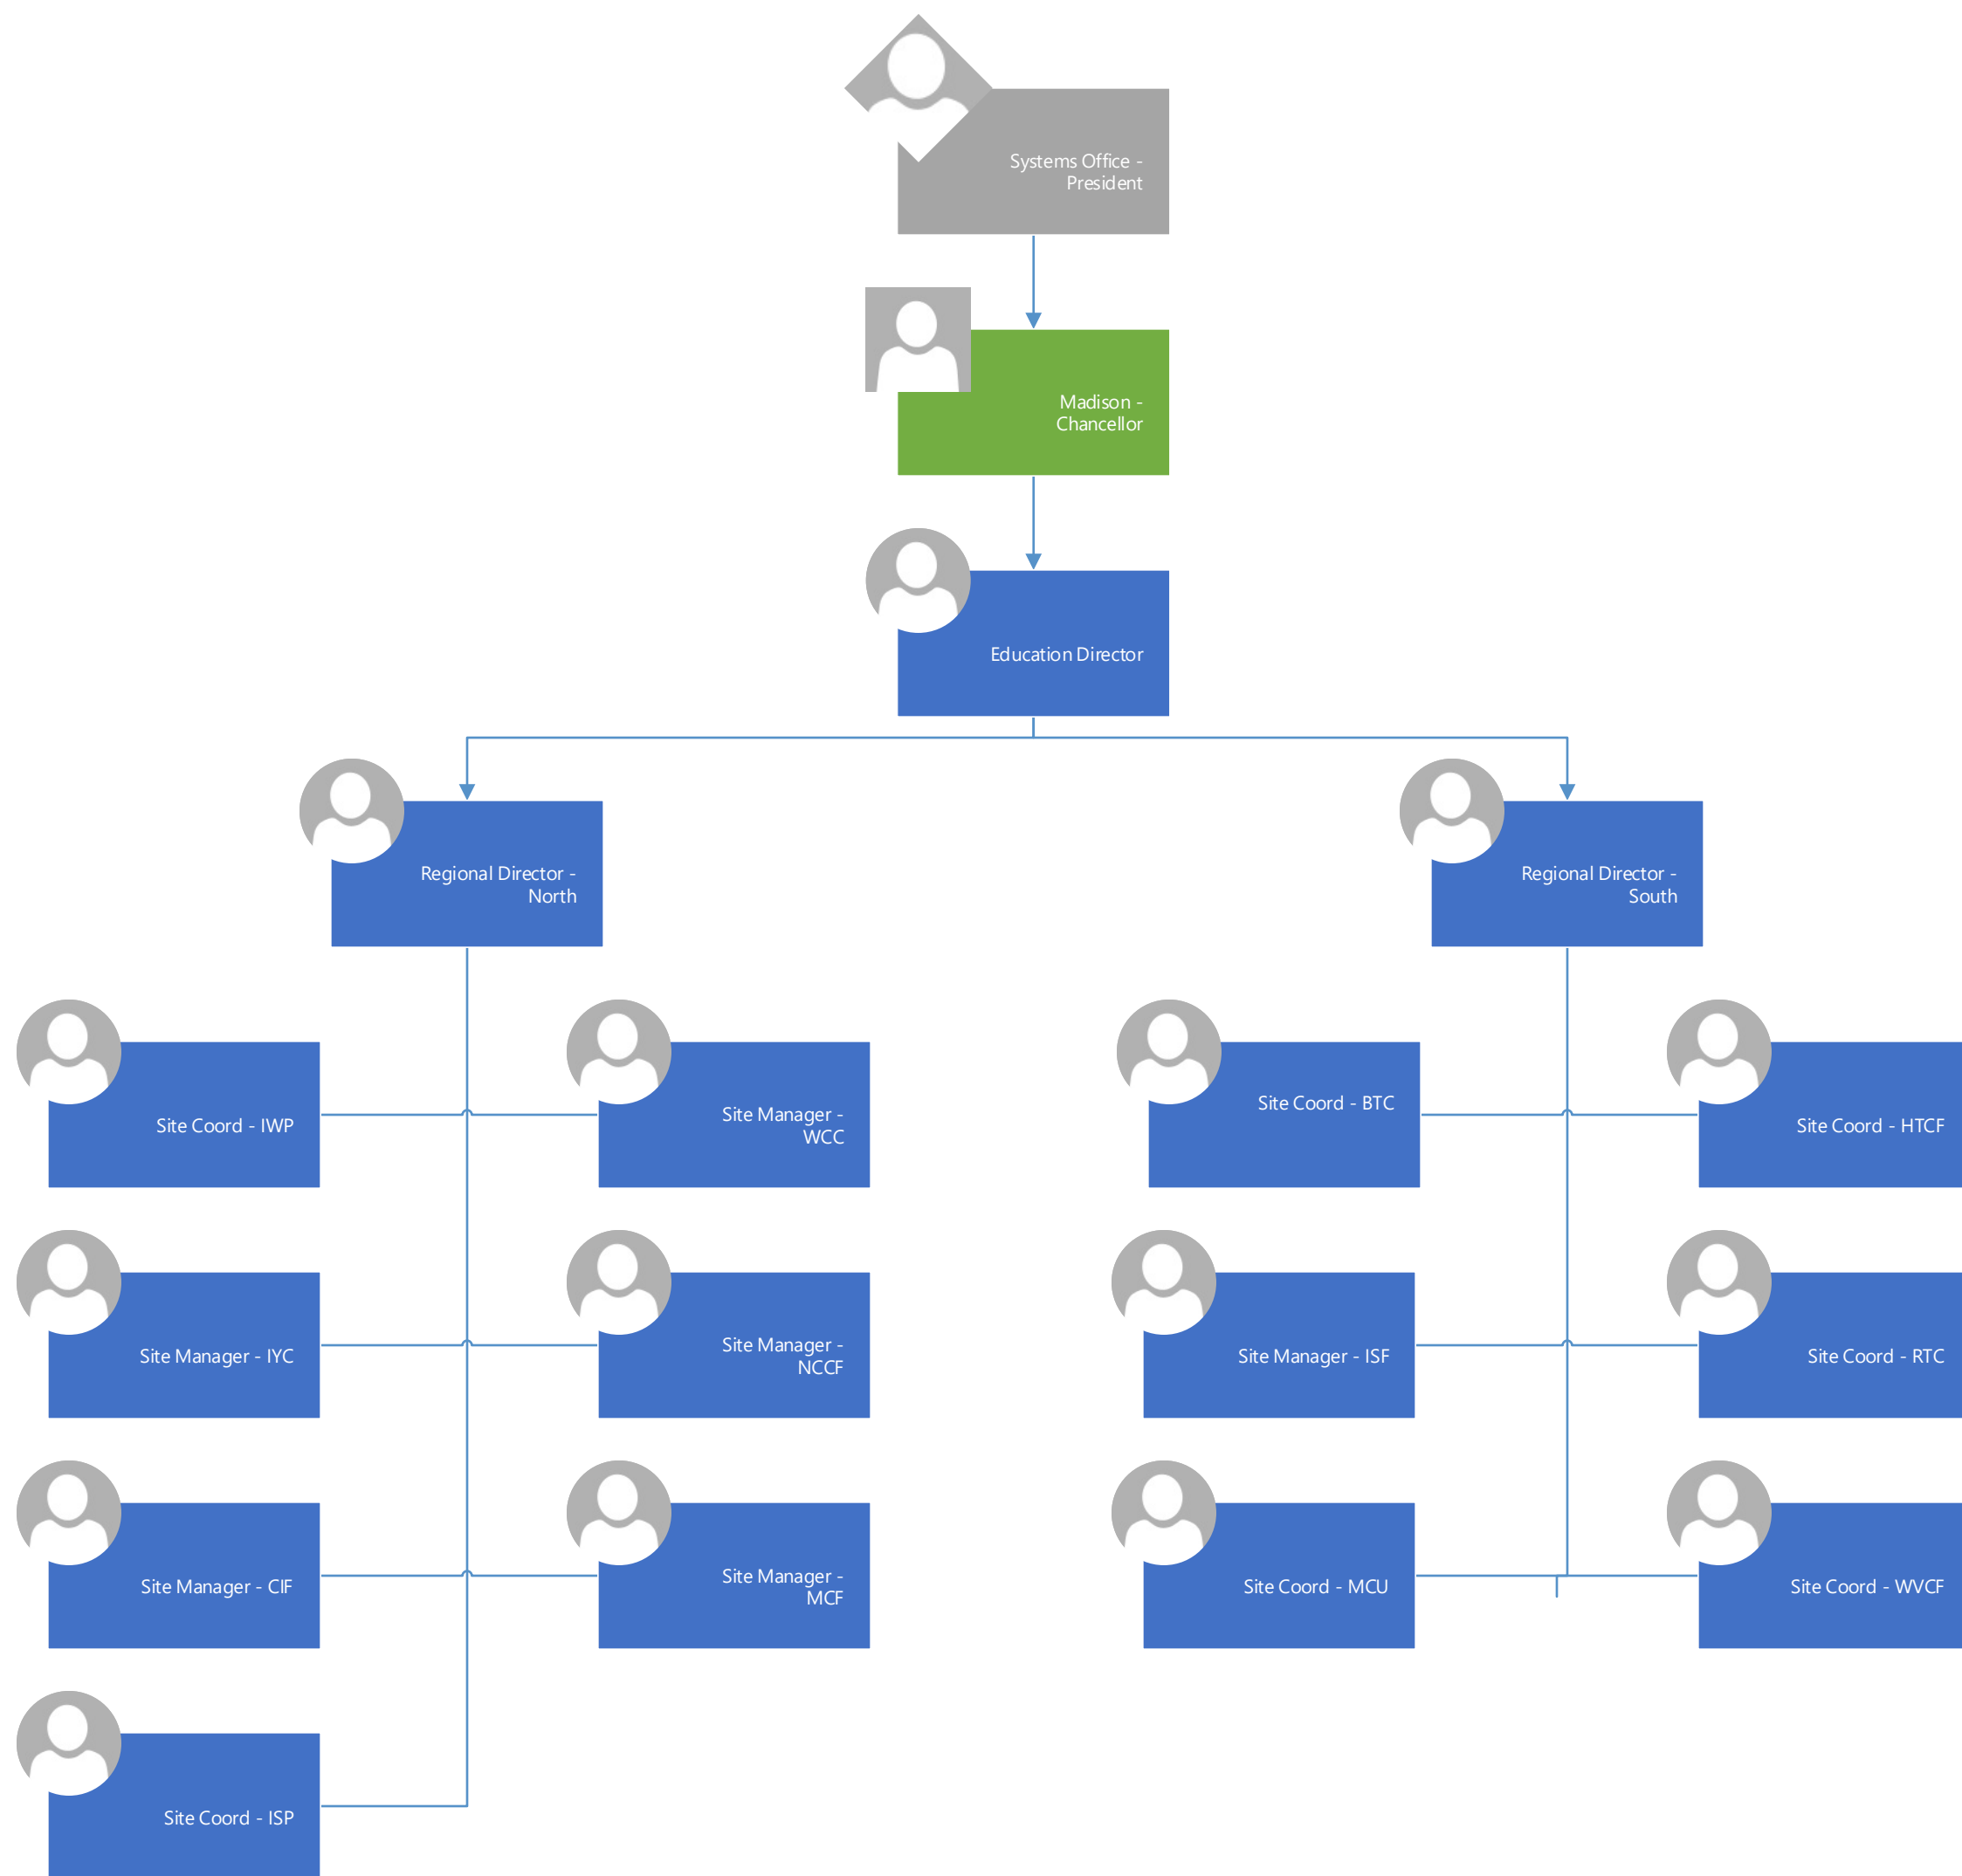 Systems Office -
President
Madison -
Chancellor
Education Director
Regional Director -
North
Regional Director -
South
Site Coord - IWP
Site Manager -
WCC
Site Coord - BTC
Site Coord - HTCF
Site Manager - IYC
Site Manager -
NCCF
Site Manager - ISF
Site Coord - RTC
Site Manager - CIF
Site Manager -
MCF
Site Coord - MCU
Site Coord - WVCF
Site Coord - ISP